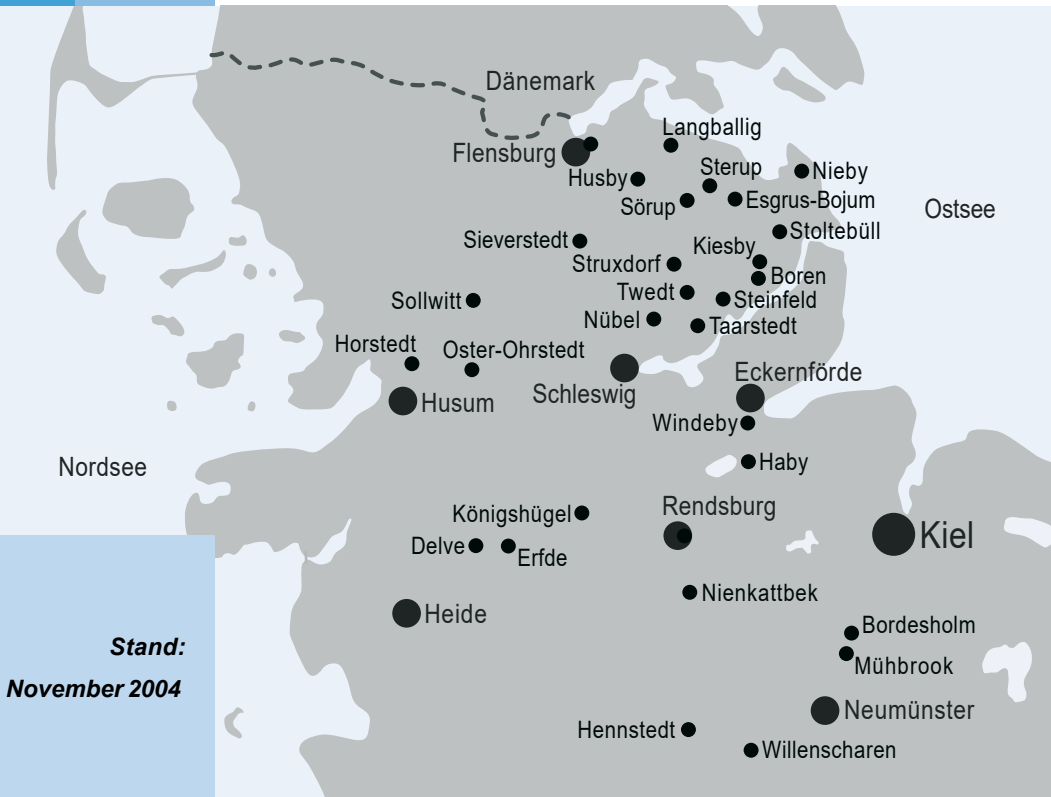 Dänemark
Langballig
Flensburg
Sterup
Nieby
Husby
Esgrus-Bojum
Sörup
Ostsee
Stoltebüll
Sieverstedt
Kiesby
Struxdorf
Boren
Twedt
Steinfeld
Sollwitt
Nübel
Taarstedt
Horstedt
Oster-Ohrstedt
Eckernförde
Schleswig
Husum
Windeby
Haby
Nordsee
Rendsburg
Königshügel
Kiel
Delve
Erfde
Nienkattbek
Heide
Bordesholm
Stand:
Mühbrook
November 2004
Neumünster
Hennstedt
Willenscharen